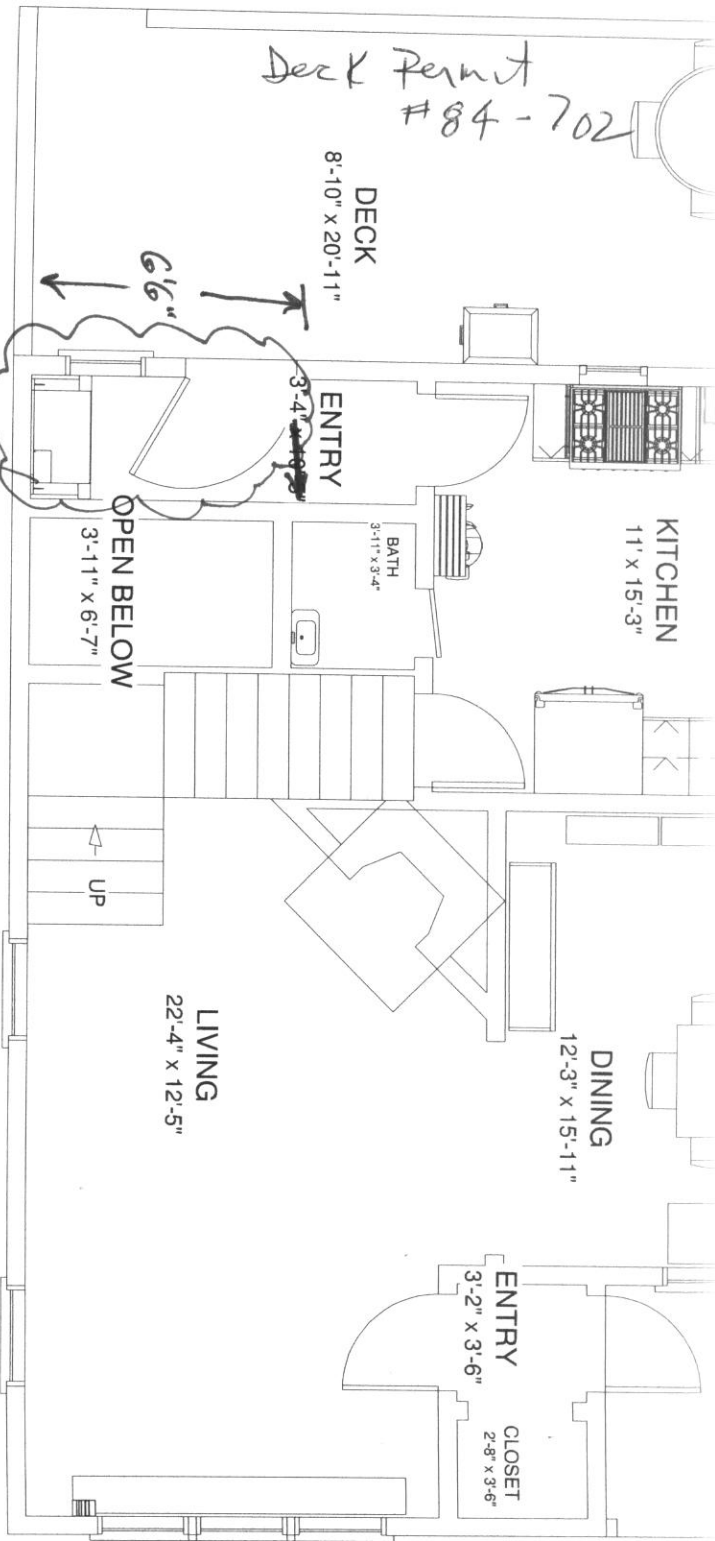 Deck Permit
#84-702
DECK
8'-10" x 20'-11"
6'6"
ENTRY
3'-4"
KITCHEN
11' x 15'-3"
BATH
3'-11" x 3'-4"
OPEN BELOW
3'-11" x 6'-7"
UP
LIVING
22'-4" x 12'-5"
DINING
12'-3" x 15'-11"
ENTRY
3'-2" x 3'-6"
CLOSET
2'-8" x 3'-6"